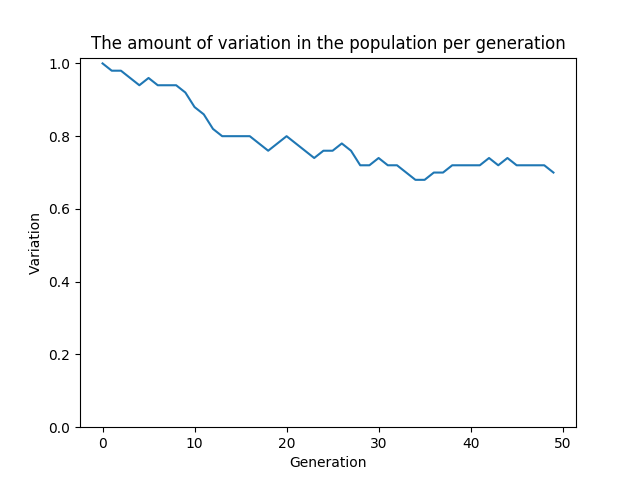 The amount of variation in the population per generation
1.0
0.8
0.6
0.4
0.2
0.0
Variation
0 10 20 30 40 50
Generation